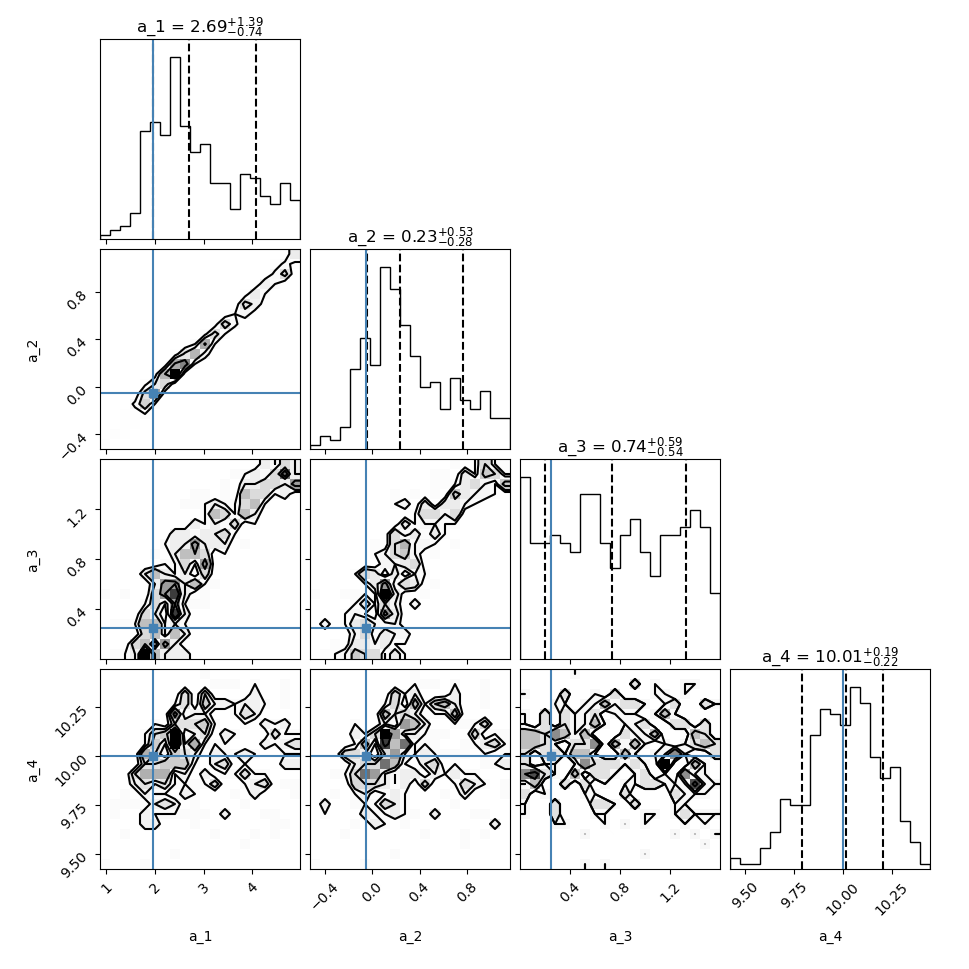 a_1 = 2.69+1.39−0.74
a_2 = 0.23+0.53−0.28
0.8
0.4
0.0
−0.4
a_2
a_3 = 0.74+0.59−0.54
1.2
0.8
0.4
a_3
a_4 = 10.01+0.19−0.22
10.25
10.00
9.75
9.50
a_4
1 2 3 4
−0.4 0.0 0.4 0.8
0.4 0.8 1.2
9.50 9.75 10.00 10.25
a_1 a_2 a_3 a_4